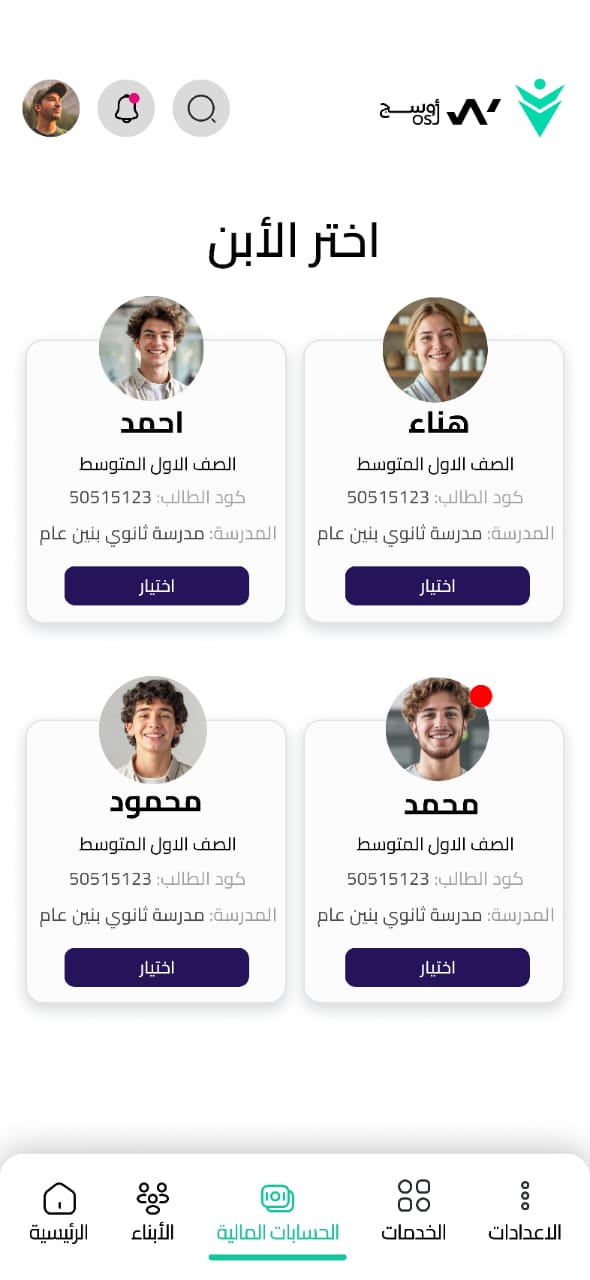 أوسـج
OS
اختر الأبن
هناء
الصف الاول المتوسط
كود الطالب: 50515123
المدرسة: مدرسة ثانوي بنين عام
اختيار
احمد
الصف الاول المتوسط
كود الطالب: 50515123
المدرسة: مدرسة ثانوي بنين عام
اختيار
محمد
الصف الاول المتوسط
كود الطالب: 50515123
المدرسة: مدرسة ثانوي بنين عام
اختيار
محمود
الصف الاول المتوسط
كود الطالب: 50515123
المدرسة: مدرسة ثانوي بنين عام
اختيار
الاعدادات
الخدمات
الحسابات المالية
الأبناء
الرئيسية